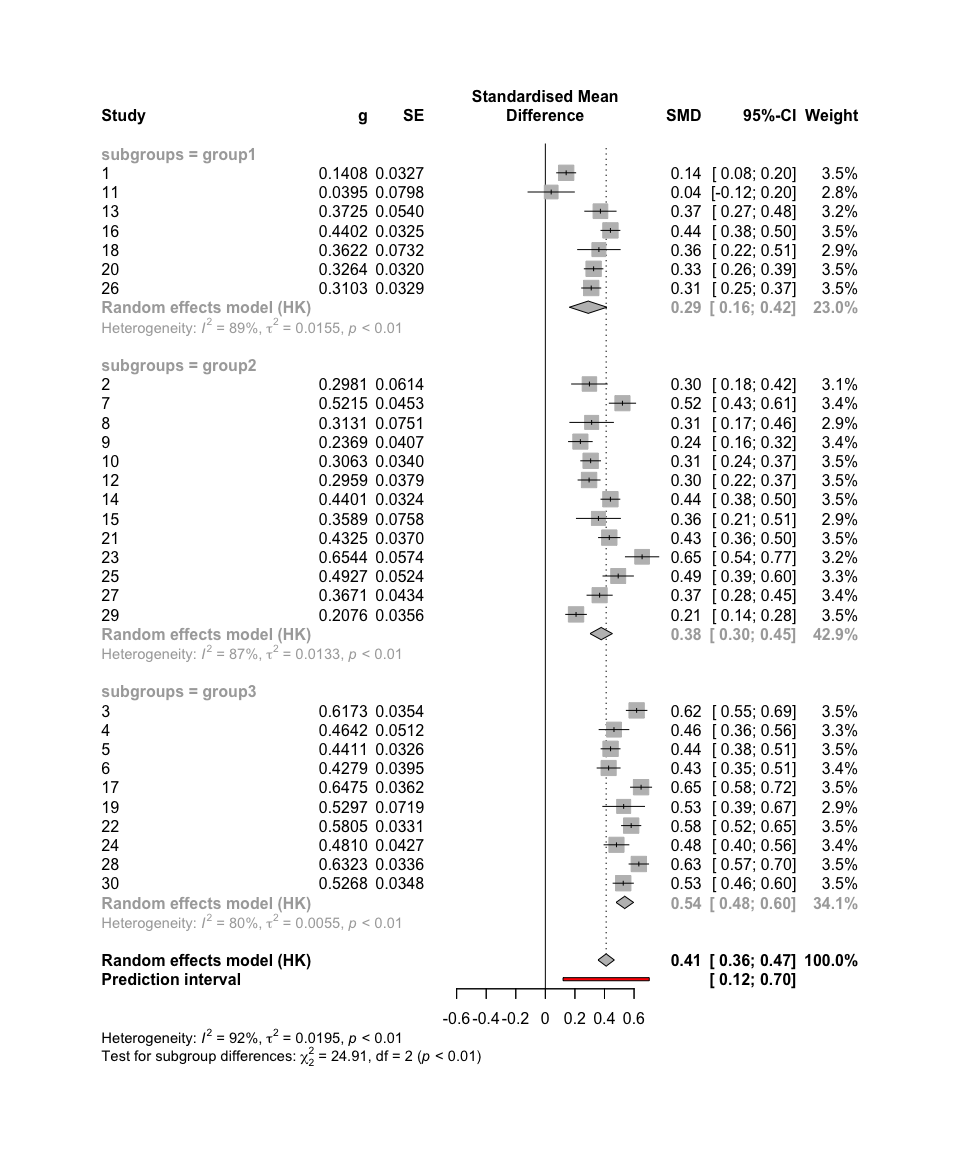 Standardised Mean
Study g SE Difference SMD 95%-CI Weight
subgroups = group1
1 0.1408 0.0327 0.14 [ 0.08; 0.20] 3.5%
11 0.0395 0.0798 0.04 [-0.12; 0.20] 2.8%
13 0.3725 0.0540 0.37 [ 0.27; 0.48] 3.2%
16 0.4402 0.0325 0.44 [ 0.38; 0.50] 3.5%
18 0.3622 0.0732 0.36 [ 0.22; 0.51] 2.9%
20 0.3264 0.0320 0.33 [ 0.26; 0.39] 3.5%
26 0.3103 0.0329 0.31 [ 0.25; 0.37] 3.5%
Random effects model (HK) 0.29 [ 0.16; 0.42] 23.0%
Heterogeneity: I² = 89%, τ² = 0.0155, p < 0.01
subgroups = group2
2 0.2981 0.0614 0.30 [ 0.18; 0.42] 3.1%
7 0.5215 0.0453 0.52 [ 0.43; 0.61] 3.4%
8 0.3131 0.0751 0.31 [ 0.17; 0.46] 2.9%
9 0.2369 0.0407 0.24 [ 0.16; 0.32] 3.4%
10 0.3063 0.0340 0.31 [ 0.24; 0.37] 3.5%
12 0.2959 0.0379 0.30 [ 0.22; 0.37] 3.5%
14 0.4401 0.0324 0.44 [ 0.38; 0.50] 3.5%
15 0.3589 0.0758 0.36 [ 0.21; 0.51] 2.9%
21 0.4325 0.0370 0.43 [ 0.36; 0.50] 3.5%
23 0.6544 0.0574 0.65 [ 0.54; 0.77] 3.2%
25 0.4927 0.0524 0.49 [ 0.39; 0.60] 3.3%
27 0.3671 0.0434 0.37 [ 0.28; 0.45] 3.4%
29 0.2076 0.0356 0.21 [ 0.14; 0.28] 3.5%
Random effects model (HK) 0.38 [ 0.30; 0.45] 42.9%
Heterogeneity: I² = 87%, τ² = 0.0133, p < 0.01
subgroups = group3
3 0.6173 0.0354 0.62 [ 0.55; 0.69] 3.5%
4 0.4642 0.0512 0.46 [ 0.36; 0.56] 3.3%
5 0.4411 0.0326 0.44 [ 0.38; 0.51] 3.5%
6 0.4279 0.0395 0.43 [ 0.35; 0.51] 3.4%
17 0.6475 0.0362 0.65 [ 0.58; 0.72] 3.5%
19 0.5297 0.0719 0.53 [ 0.39; 0.67] 2.9%
22 0.5805 0.0331 0.58 [ 0.52; 0.65] 3.5%
24 0.4810 0.0427 0.48 [ 0.40; 0.56] 3.4%
28 0.6323 0.0336 0.63 [ 0.57; 0.70] 3.5%
30 0.5268 0.0348 0.53 [ 0.46; 0.60] 3.5%
Random effects model (HK) 0.54 [ 0.48; 0.60] 34.1%
Heterogeneity: I² = 80%, τ² = 0.0055, p < 0.01
Random effects model (HK) 0.41 [ 0.36; 0.47] 100.0%
Prediction interval [ 0.12; 0.70]
-0.6 -0.4 -0.2 0 0.2 0.4 0.6
Heterogeneity: I² = 92%, τ² = 0.0195, p < 0.01
Test for subgroup differences: χ²₂ = 24.91, df = 2 (p < 0.01)